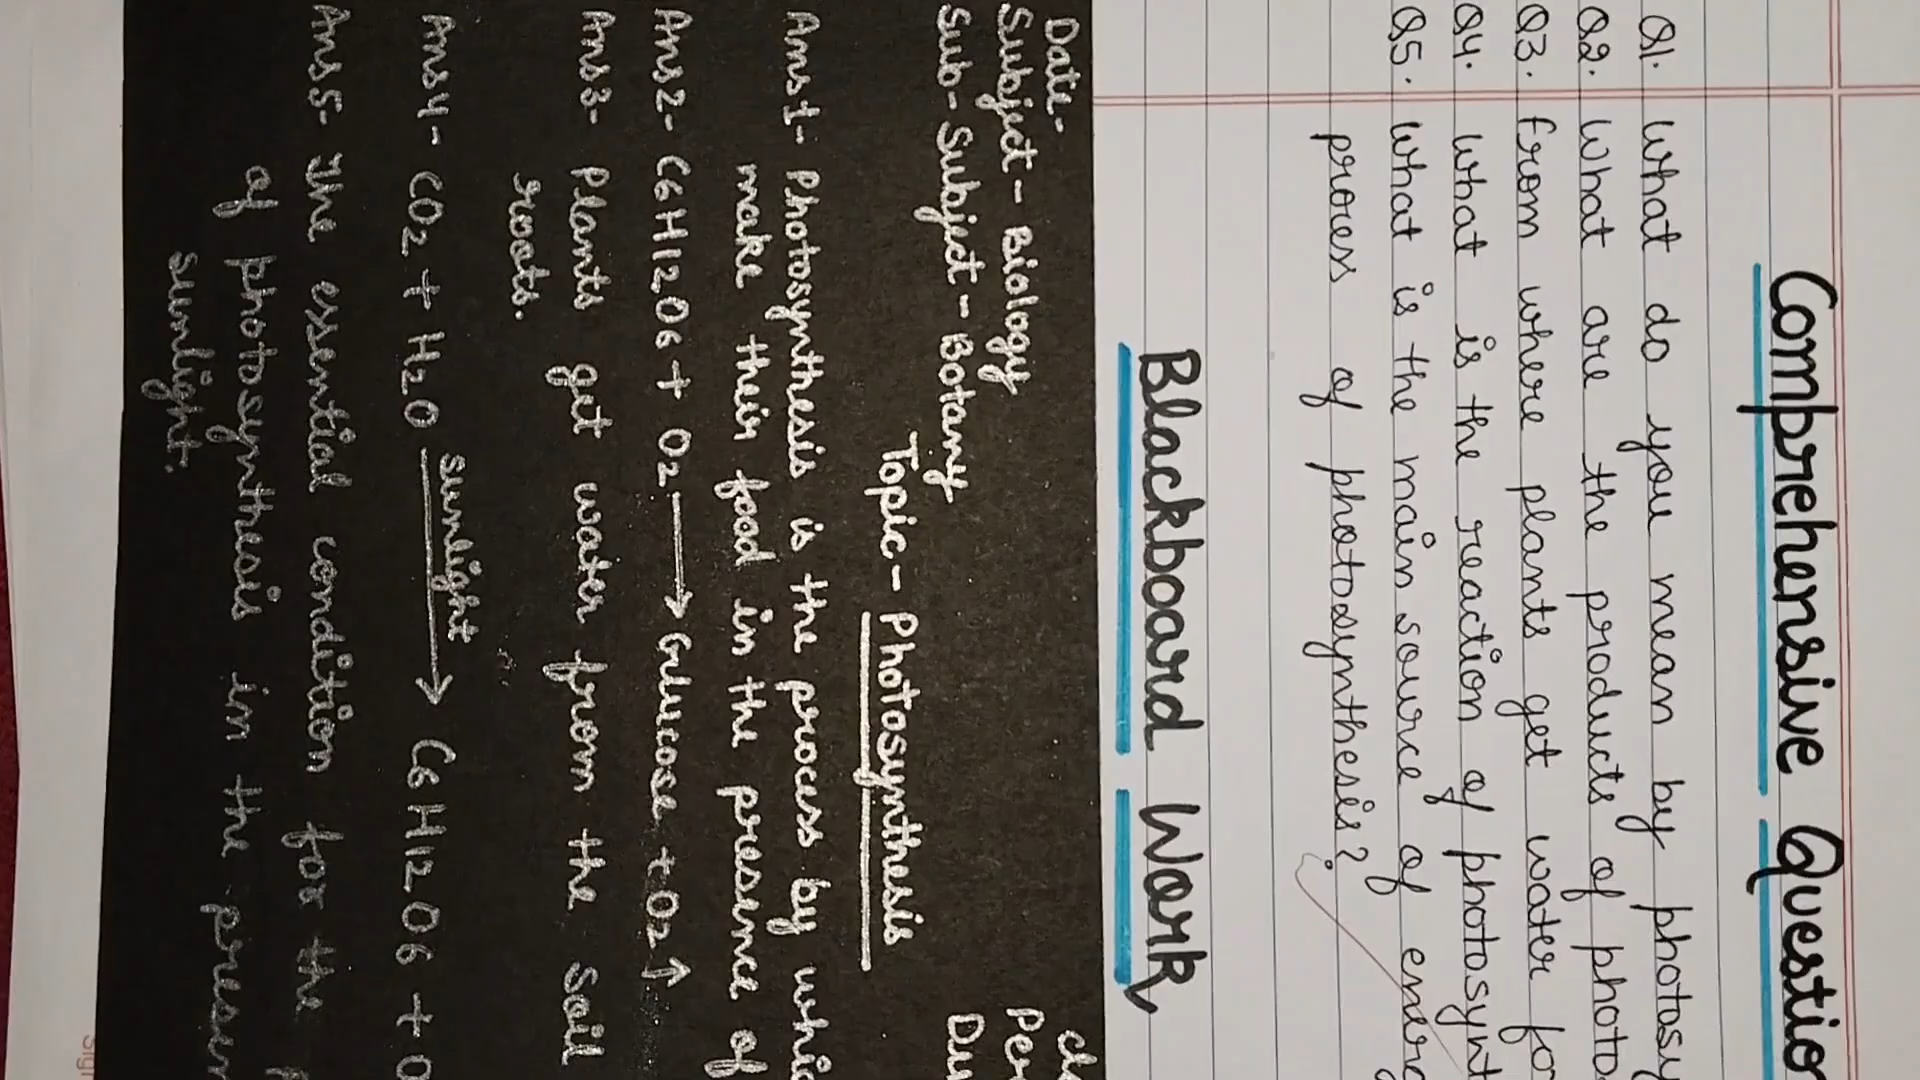 Comprehensive Questio
Q1. What do you mean by photosy
Q2. What are the products of photo
Q3. From where plants get water fo
Q4. What is the reaction of photosynt
Q5. What is the main source of energ
proces of photosynthesis?
Blackboard Work
Date-
Subject - Biology
Per
Sub-Subject - Botany
Du
Topic - Photosynthesis
Ans1- Photosynthesis is the process by whic
make their food in the presence of
Ans2- C6H12O6 + O2 → Glucose + O2↑
Ans3- Plants get water from the soil
roots.
Ans4- CO2 + H2O sunlight → C6H12O6 + O
Ans5- The essential condition for the p
of photosynthesis in the presen
sunlight.